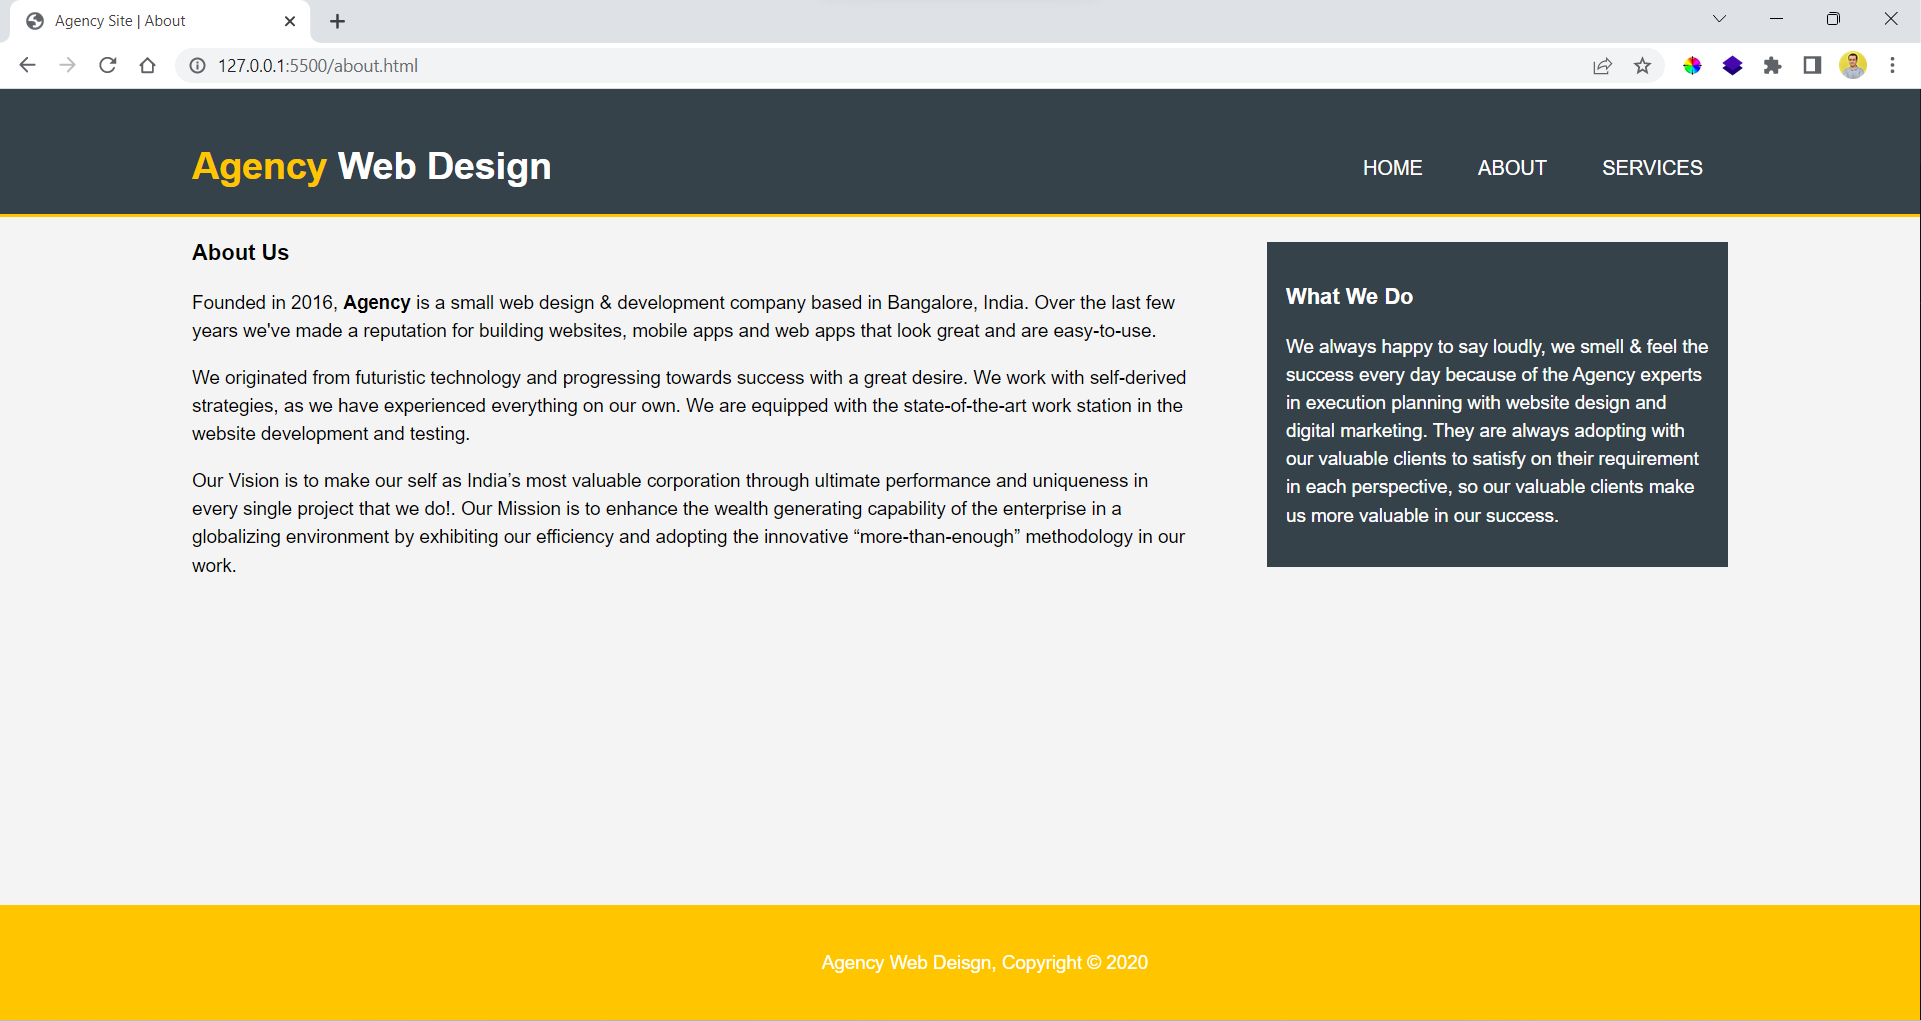 Agency Site | About
127.0.0.1:5500/about.html
Agency Web Design
HOME ABOUT SERVICES
About Us
Founded in 2016, Agency is a small web design & development company based in Bangalore, India. Over the last few
years we've made a reputation for building websites, mobile apps and web apps that look great and are easy-to-use.
We originated from futuristic technology and progressing towards success with a great desire. We work with self-derived
strategies, as we have experienced everything on our own. We are equipped with the state-of-the-art work station in the
website development and testing.
Our Vision is to make our self as India’s most valuable corporation through ultimate performance and uniqueness in
every single project that we do!. Our Mission is to enhance the wealth generating capability of the enterprise in a
globalizing environment by exhibiting our efficiency and adopting the innovative “more-than-enough” methodology in our
work.
What We Do
We always happy to say loudly, we smell & feel the
success every day because of the Agency experts
in execution planning with website design and
digital marketing. They are always adopting with
our valuable clients to satisfy on their requirement
in each perspective, so our valuable clients make
us more valuable in our success.
Agency Web Deisgn, Copyright © 2020